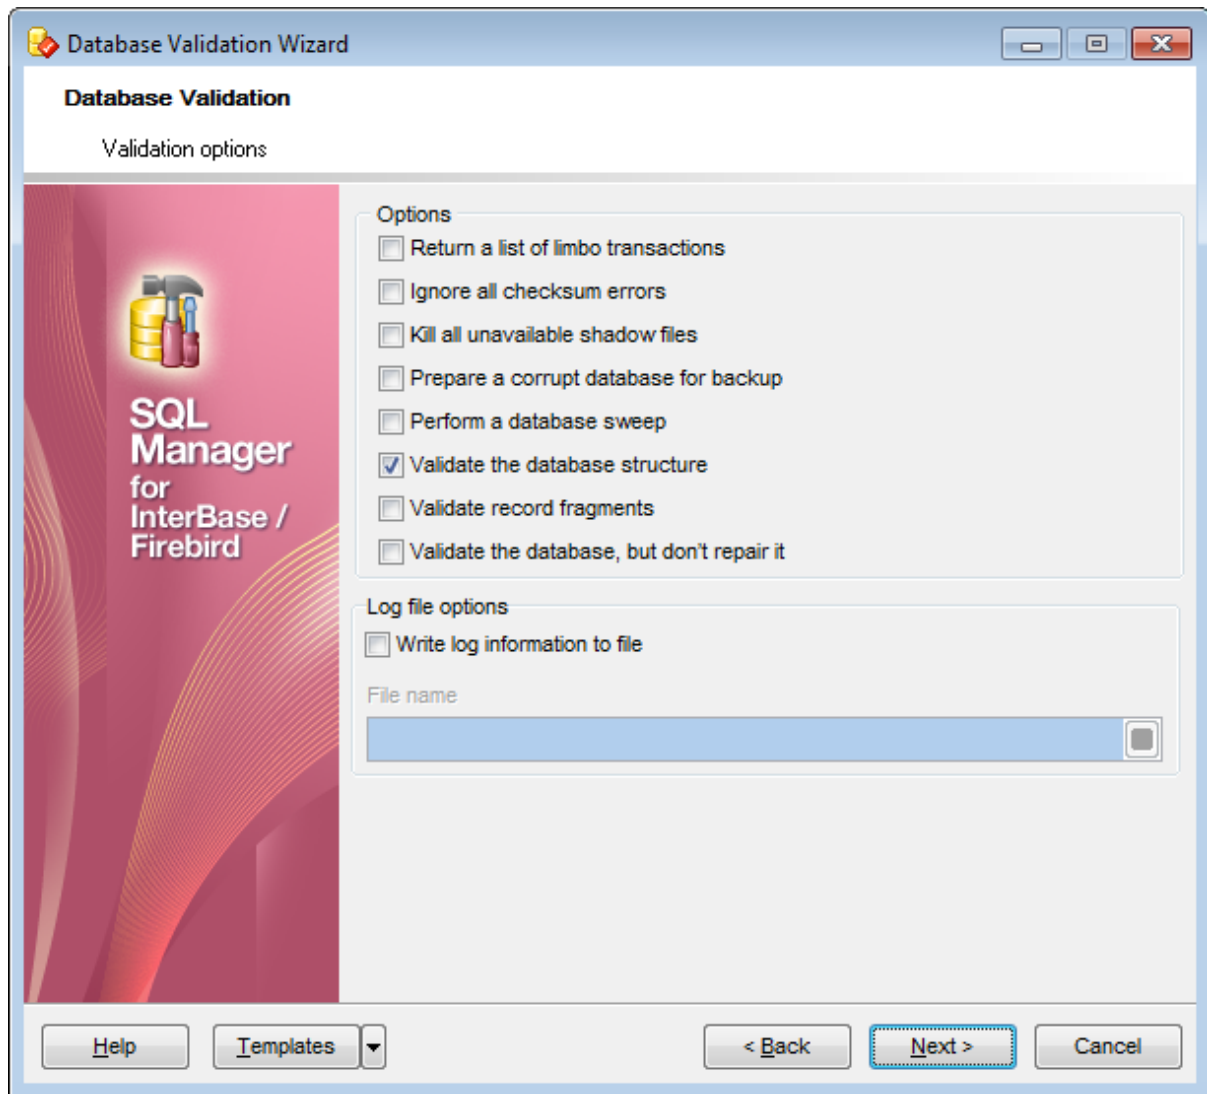 Database Validation Wizard
Database Validation
Validation options
SQL
Manager
for
InterBase /
Firebird
Options
Return a list of limbo transactions
Ignore all checksum errors
Kill all unavailable shadow files
Prepare a corrupt database for backup
Perform a database sweep
Validate the database structure
Validate record fragments
Validate the database, but don't repair it
Log file options
Write log information to file
File name
Help
Templates
< Back
Next >
Cancel